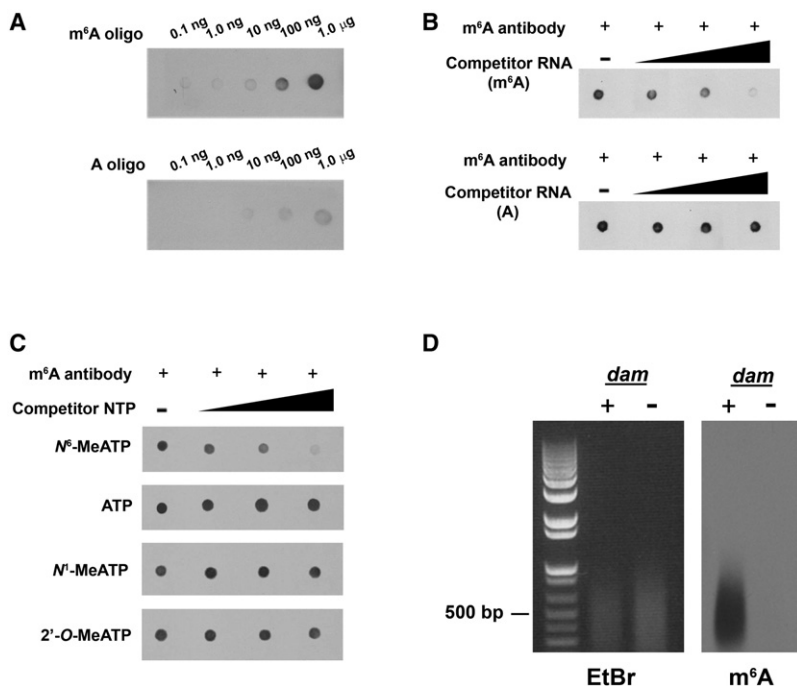 A
m⁶A oligo
0.1 ng 1.0 ng 10 ng 100 ng 1.0 µg
A oligo
0.1 ng 1.0 ng 10 ng 100 ng 1.0 µg
B
m⁶A antibody + + + +
Competitor RNA
(m⁶A)
-
m⁶A antibody + + + +
Competitor RNA
(A)
-
C
m⁶A antibody + + + +
Competitor NTP -
N⁶-MeATP
ATP
N¹-MeATP
2'-O-MeATP
D
dam
+ -
dam
+ -
500 bp
EtBr
m⁶A